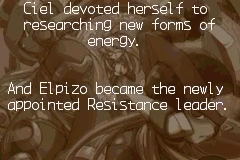 Ciel devoted herself to
researching new forms of
energy.
And Elpizo became the newly
appointed Resistance leader.